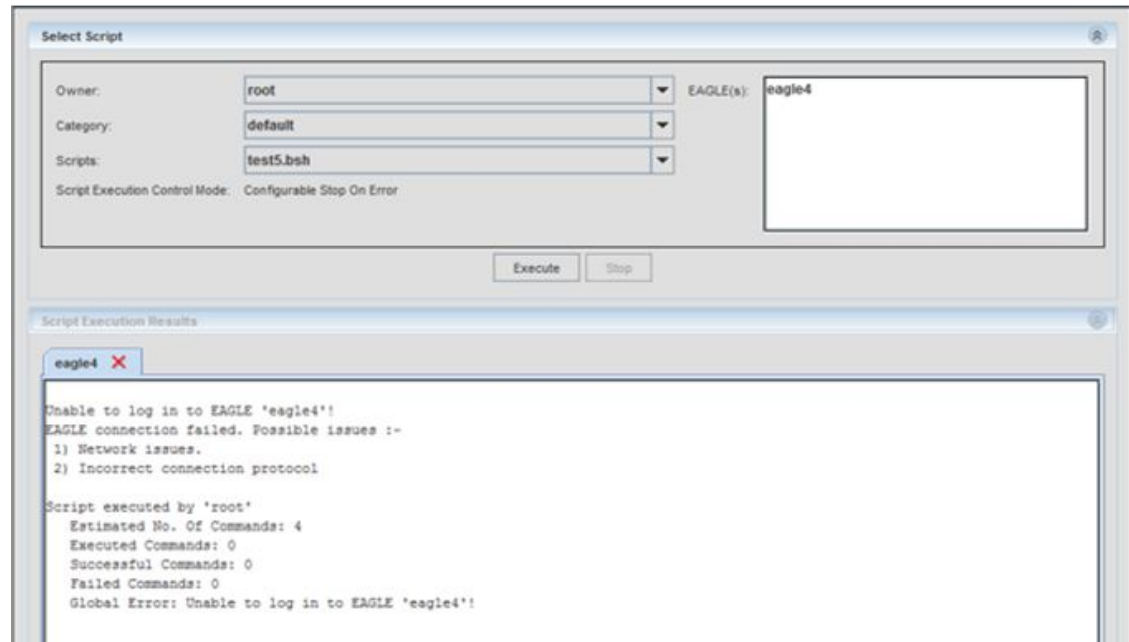 Select Script
Owner: root EAGLE(s): eagle4
Category: default
Scripts: test5.bsh
Script Execution Control Mode: Configurable Stop On Error
Execute Stop
Script Execution Results
eagle4
Unable to log in to EAGLE 'eagle4'!
EAGLE connection failed. Possible issues :-
1) Network issues.
2) Incorrect connection protocol
Script executed by 'root'
Estimated No. Of Commands: 4
Executed Commands: 0
Successful Commands: 0
Failed Commands: 0
Global Error: Unable to log in to EAGLE 'eagle4'!